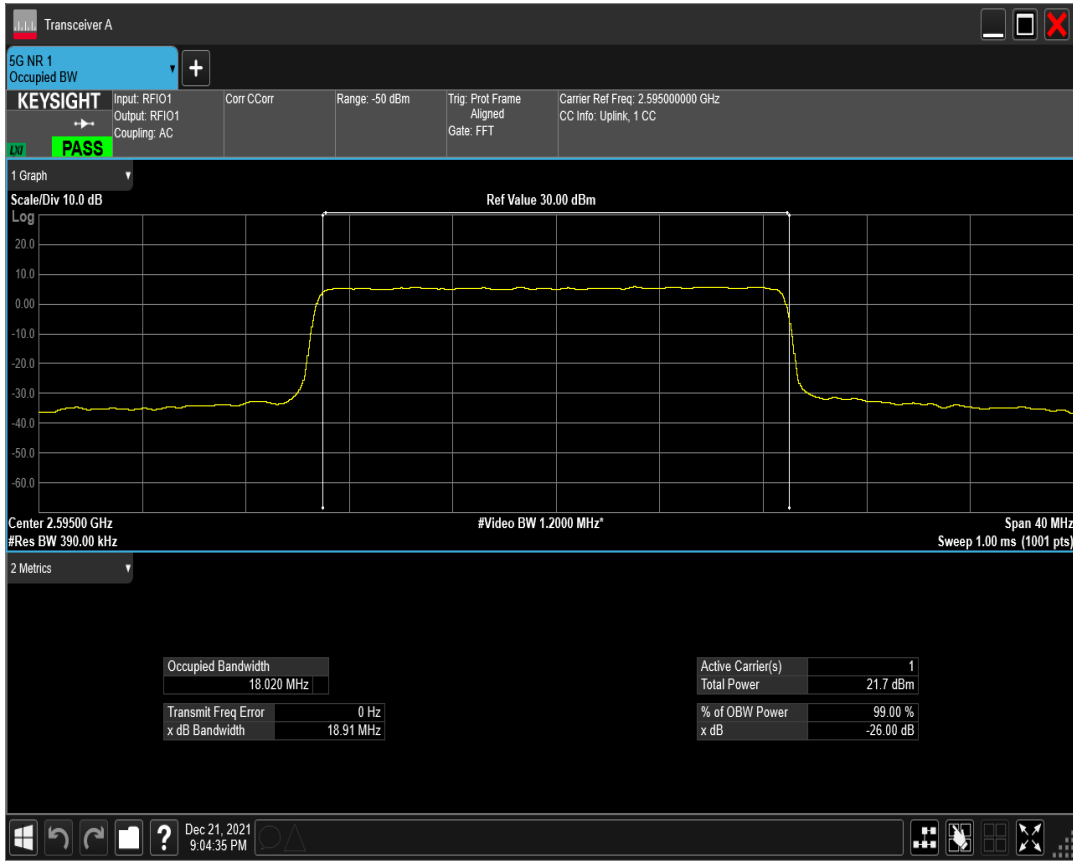 Transceiver A
5G NR 1
Occupied BW
+
KEYSIGHT
LXI
PASS
Input: RFIO1
Output: RFIO1
Coupling: AC
Corr CCorr
Range: -50 dBm
Trig: Prot Frame
Aligned
Gate: FFT
Carrier Ref Freq: 2.595000000 GHz
CC Info: Uplink, 1 CC
1 Graph
Scale/Div 10.0 dB
Ref Value 30.00 dBm
Log
20.0
10.0
0.00
-10.0
-20.0
-30.0
-40.0
-50.0
-60.0
Center 2.59500 GHz
#Video BW 1.2000 MHz*
Span 40 MHz
#Res BW 390.00 kHz
Sweep 1.00 ms (1001 pts)
2 Metrics
Occupied Bandwidth
18.020 MHz
Transmit Freq Error 0 Hz
x dB Bandwidth 18.91 MHz
Active Carrier(s) 1
Total Power 21.7 dBm
% of OBW Power 99.00 %
x dB -26.00 dB
?
Dec 21, 2021
9:04:35 PM